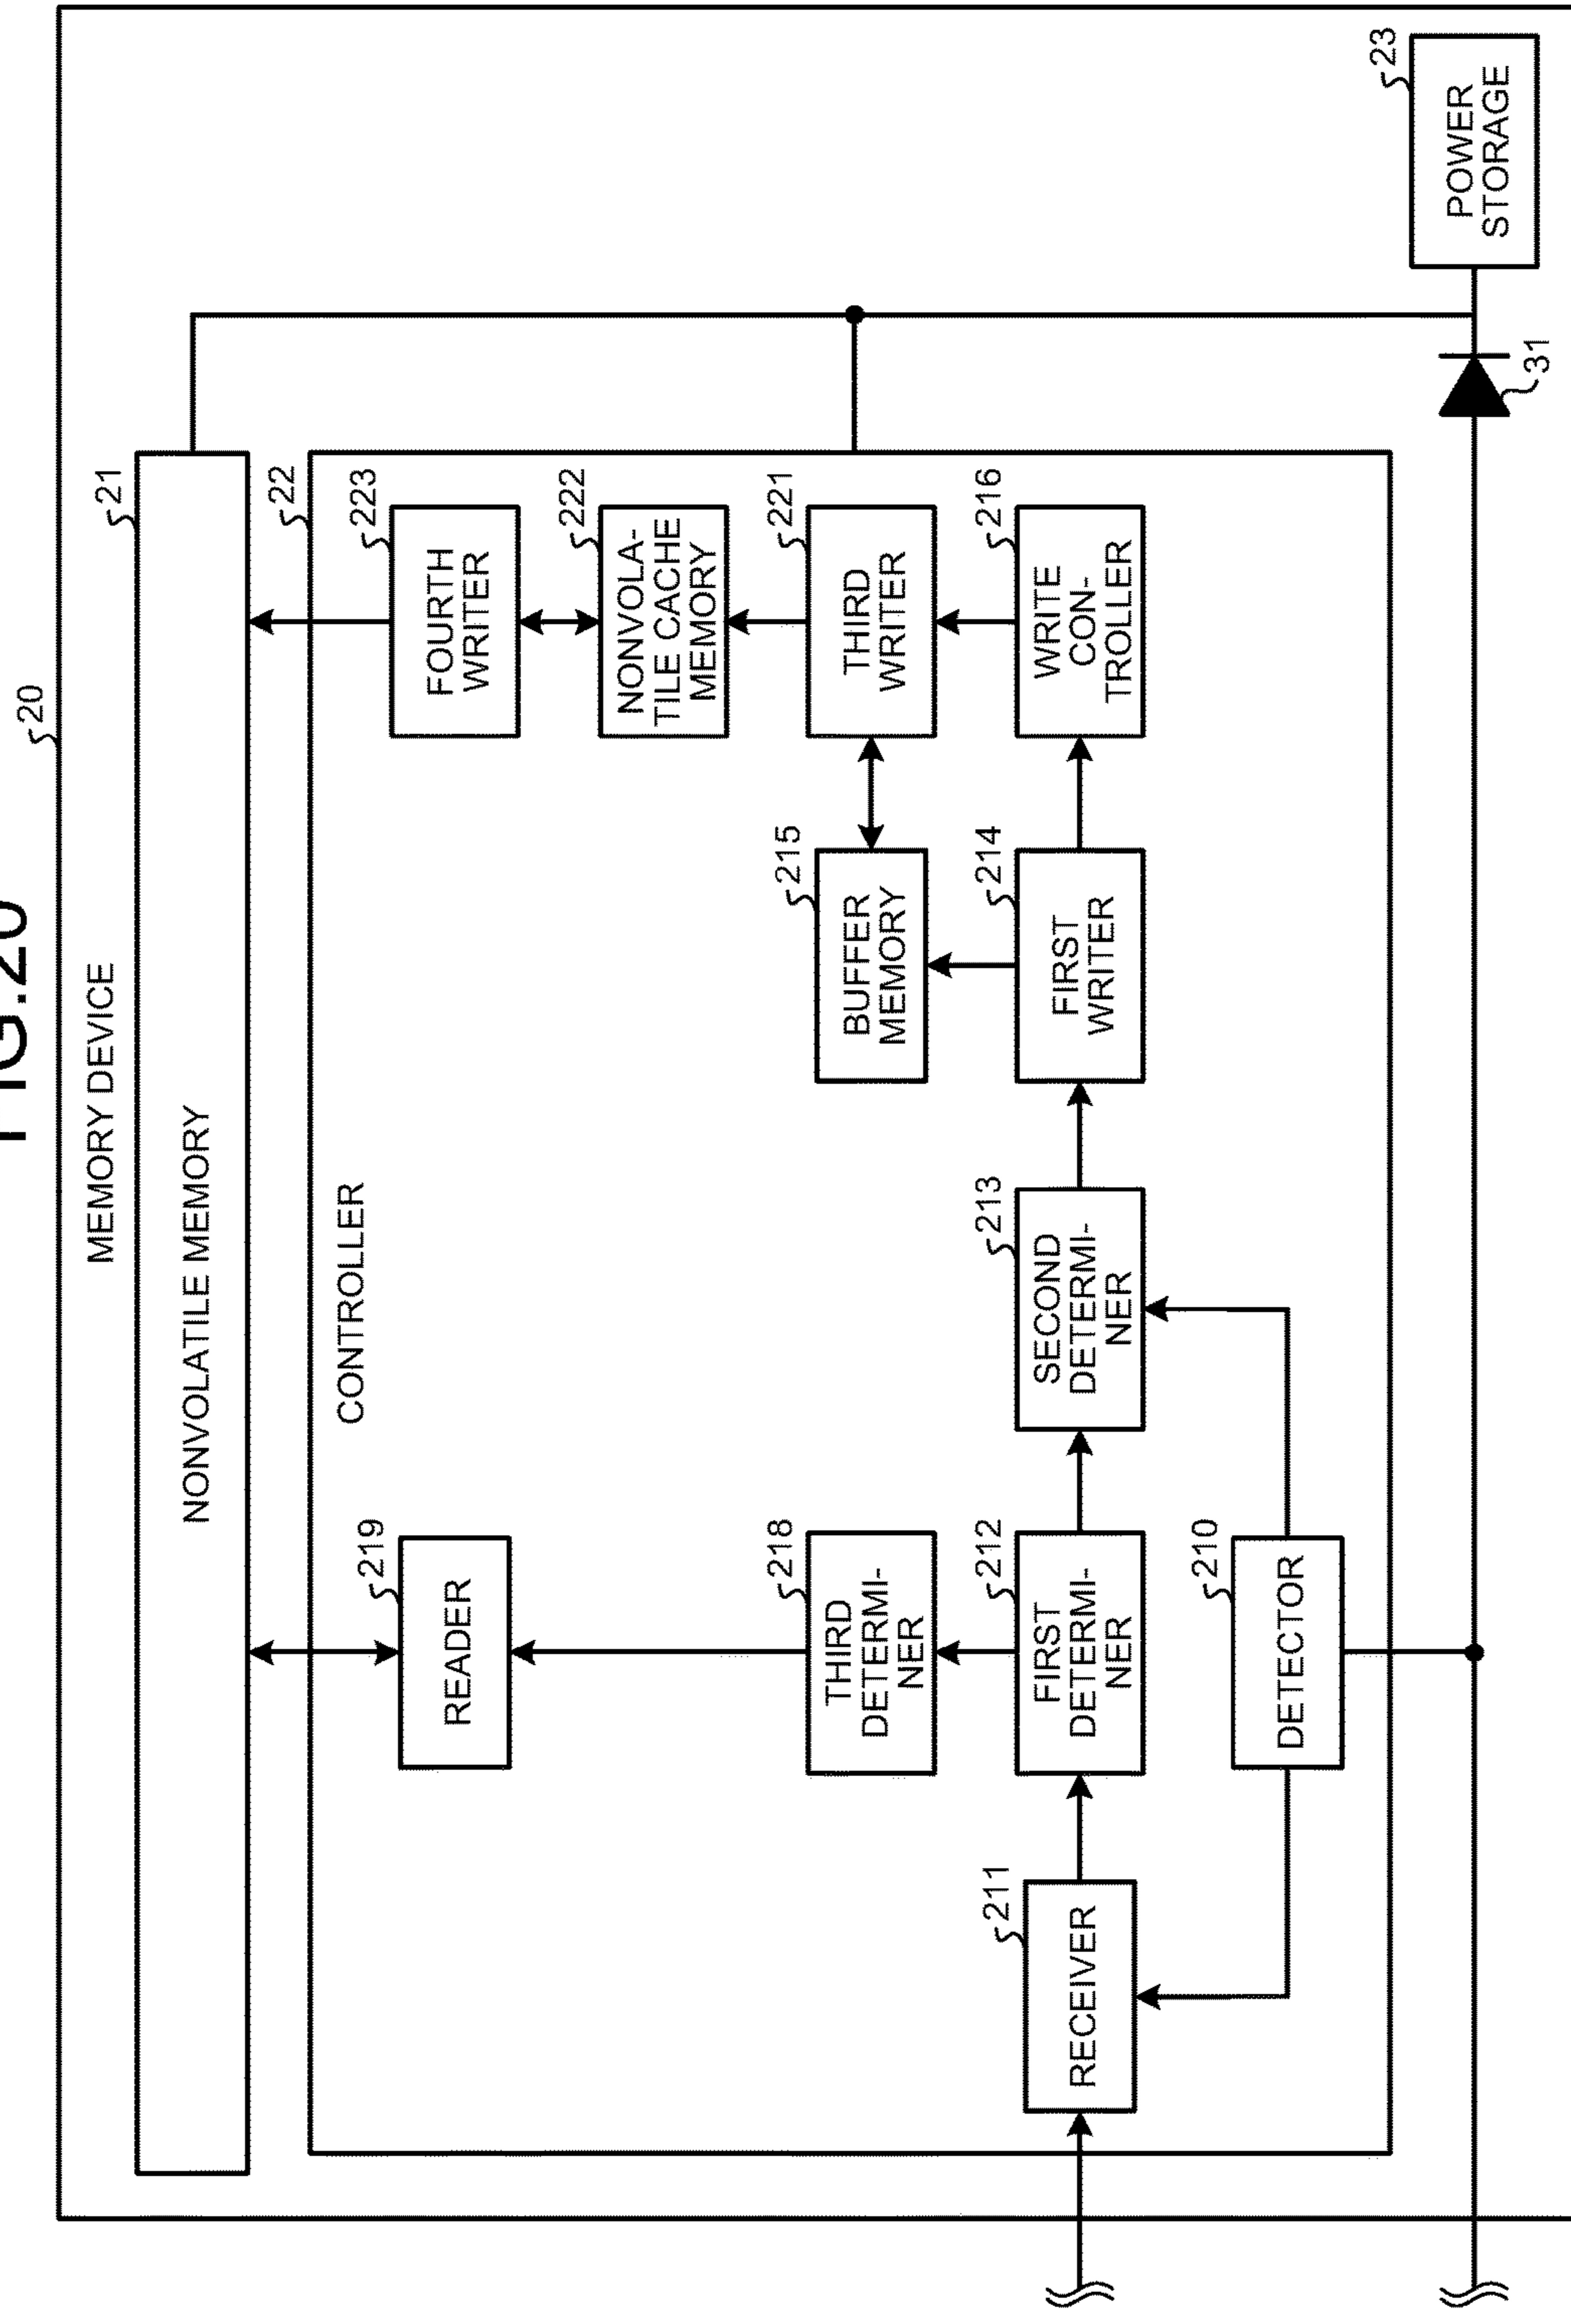 FIG.20
20
MEMORY DEVICE
21
NONVOLATILE MEMORY
22
CONTROLLER
219
READER
223
FOURTH
WRITER
222
NONVOLA-
TILE CACHE
MEMORY
218
THIRD
DETERMI-
NER
215
BUFFER
MEMORY
221
THIRD
WRITER
211
RECEIVER
212
FIRST
DETERMI-
NER
213
SECOND
DETERMI-
NER
214
FIRST
WRITER
216
WRITE
CON-
TROLLER
210
DETECTOR
31
23
POWER
STORAGE